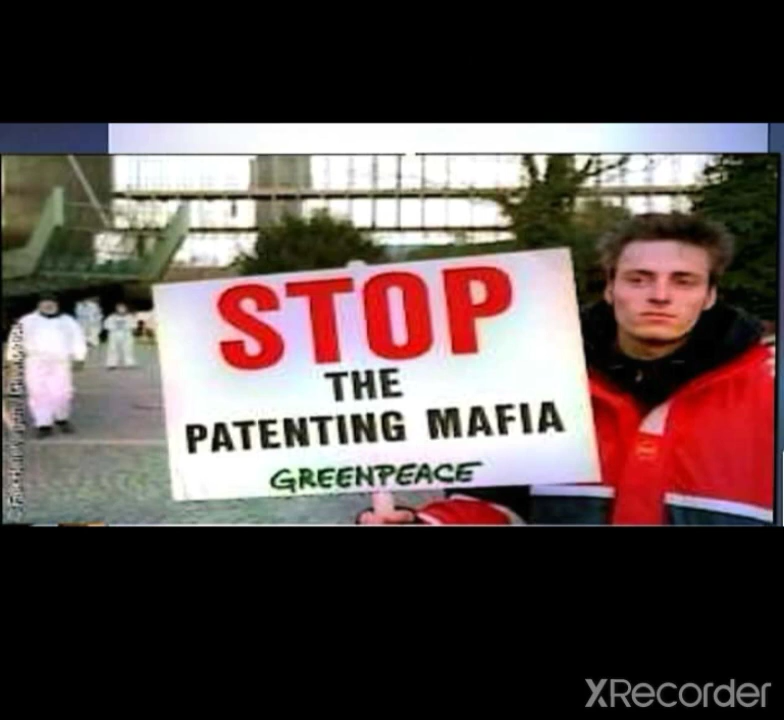 STOP
THE
PATENTING MAFIA
GREENPEACE
XRecorder